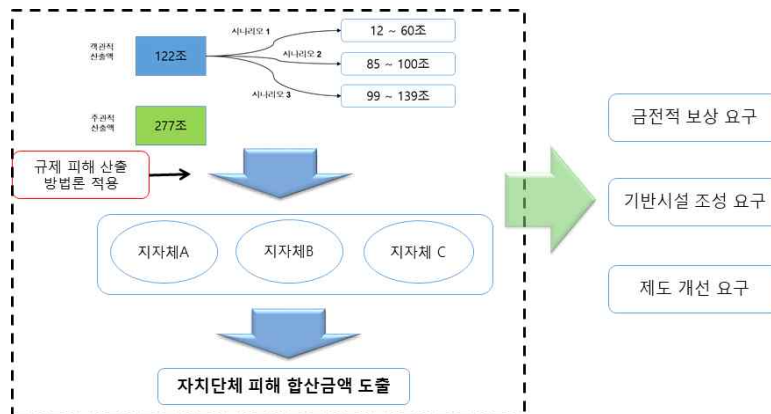 시나리오 1
12 ~ 60조
객관적
산출액
122조
시나리오 2
85 ~ 100조
시나리오 3
99 ~ 139조
주관적
산출액
277조
규제 피해 산출
방법론 적용
지자체A
지자체B
지자체 C
자치단체 피해 합산금액 도출
금전적 보상 요구
기반시설 조성 요구
제도 개선 요구